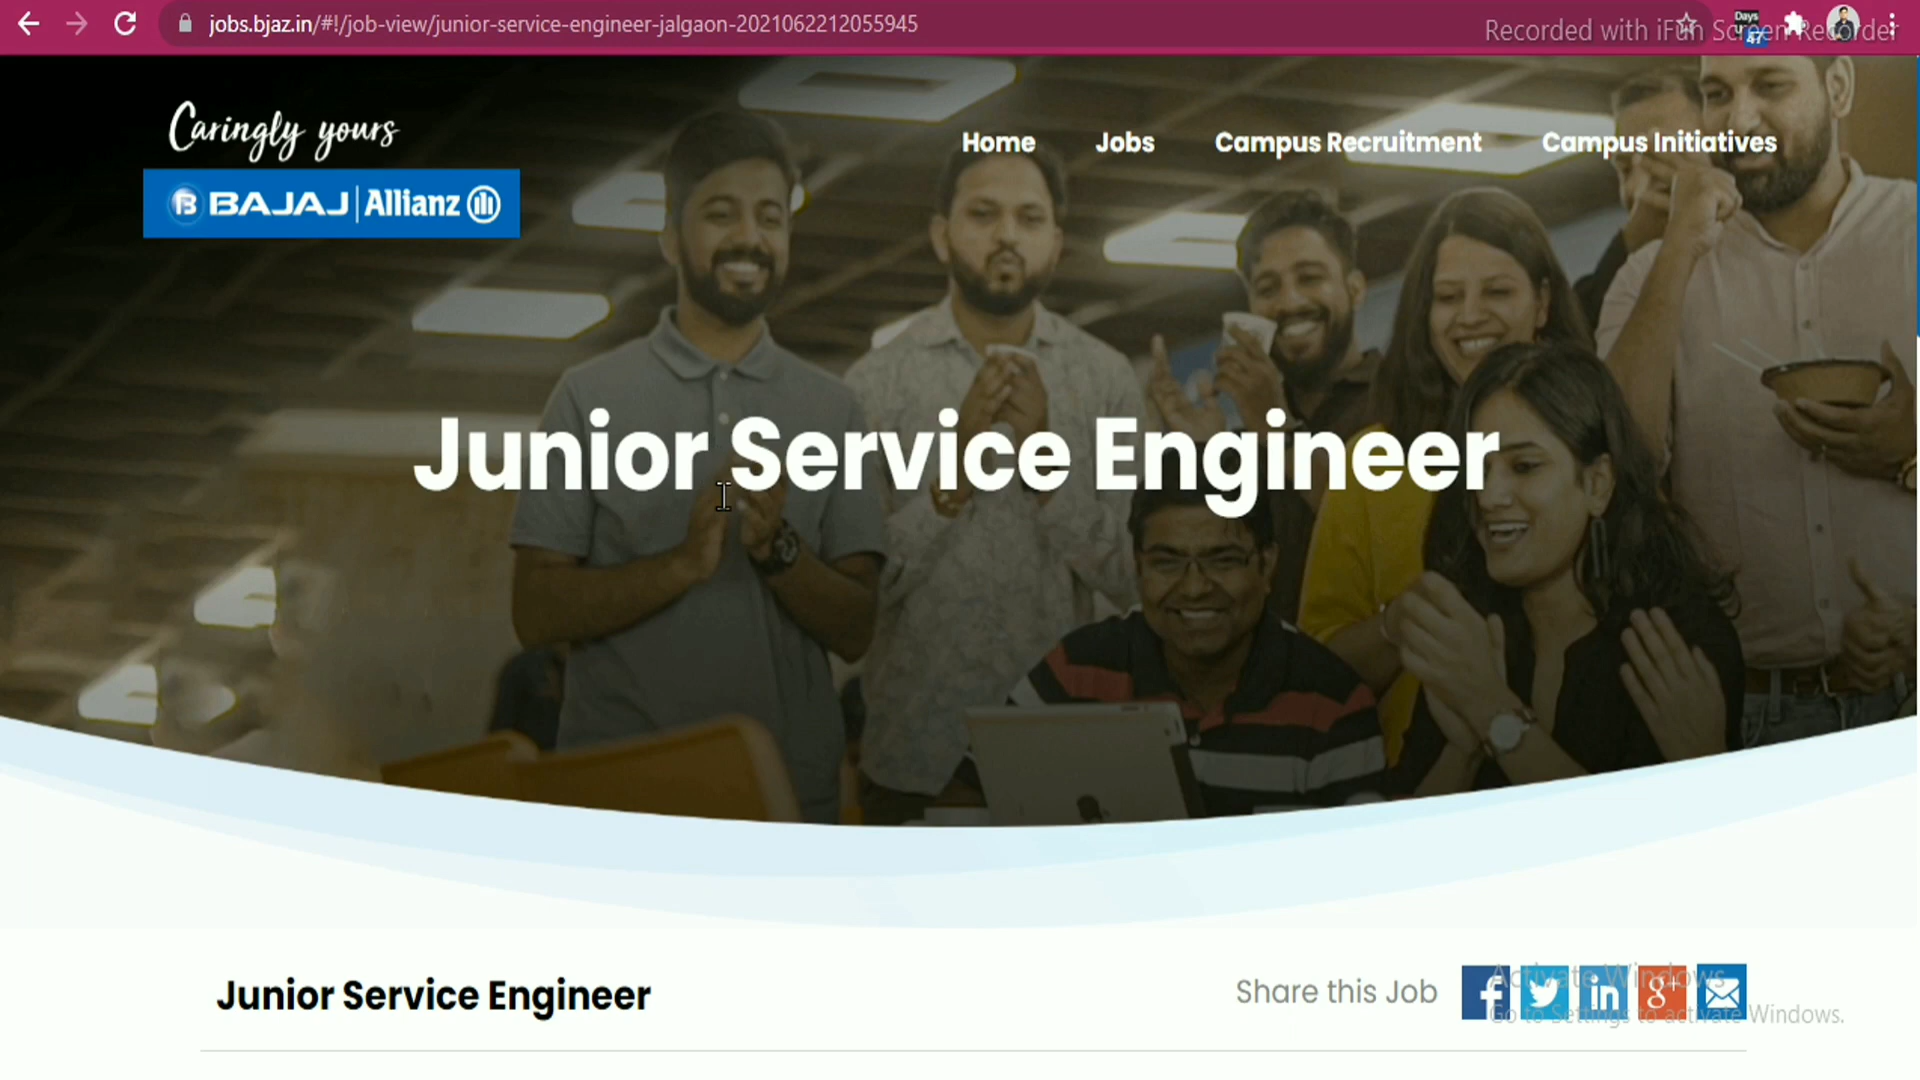 jobs.bjaz.in/#!/job-view/junior-service-engineer-jalgaon-2021062212055945
Recorded with iFun Screen Recorder
Days
47
Caringly yours
BAJAJ | Allianz
Home
Jobs
Campus Recruitment
Campus Initiatives
Junior Service Engineer
Junior Service Engineer
Share this Job
Activate Windows
Go to Settings to activate Windows.